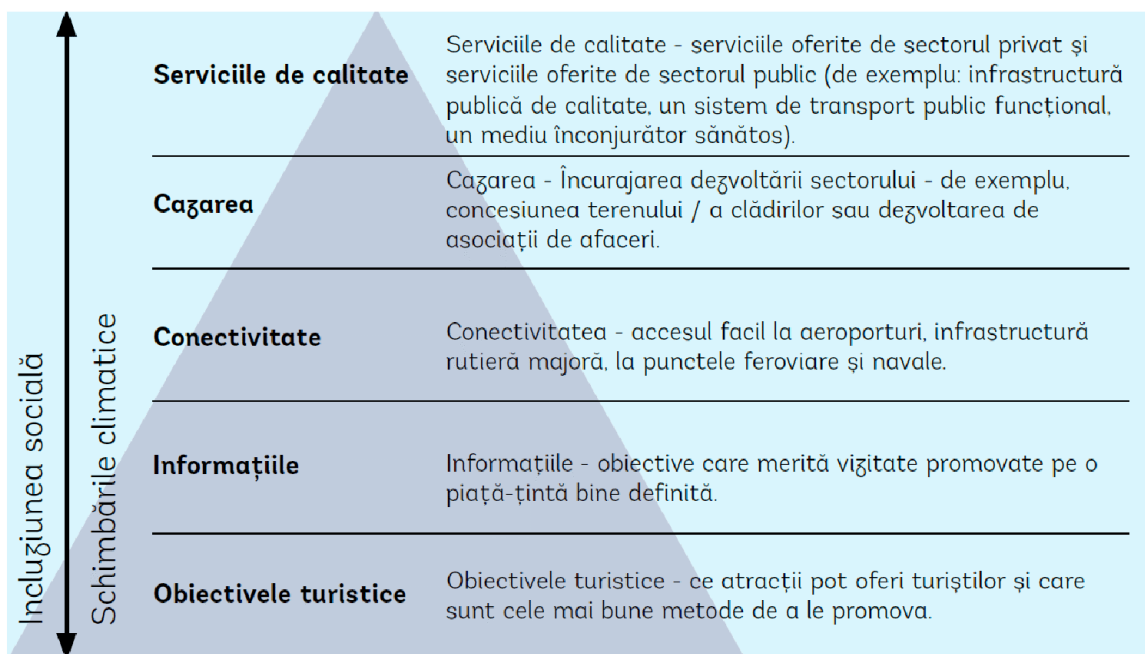 Serviciile de calitate
Serviciile de calitate - serviciile oferite de sectorul privat și
serviciile oferite de sectorul public (de exemplu: infrastructură
publică de calitate, un sistem de transport public funcțional,
un mediu înconjurător sănătos).
Cazarea
Cazarea - Încurajarea dezvoltării sectorului - de exemplu,
concesiunea terenului / a clădirilor sau dezvoltarea de
asociații de afaceri.
Conectivitate
Conectivitatea - accesul facil la aeroporturi, infrastructură
rutieră majoră, la punctele feroviare și navale.
Informațiile
Informațiile - obiective care merită vizitate promovate pe o
piață-țintă bine definită.
Obiectivele turistice
Obiectivele turistice - ce atracții pot oferi turiștilor și care
sunt cele mai bune metode de a le promova.
Incluziunea socială
Schimbările climatice